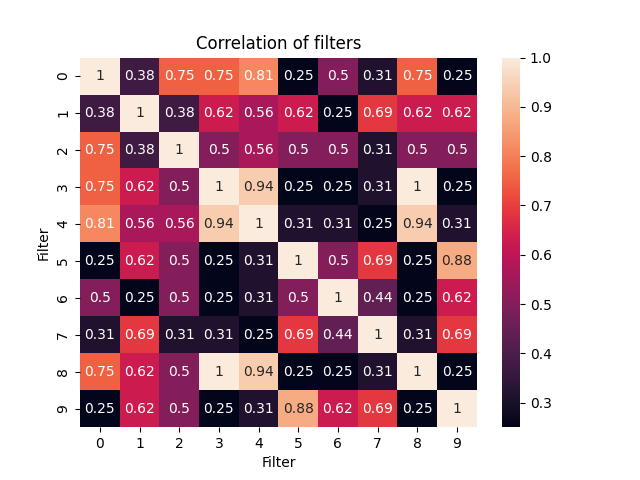 Correlation of filters
0 1 0.38 0.75 0.75 0.81 0.25 0.5 0.31 0.75 0.25
1 0.38 1 0.38 0.62 0.56 0.62 0.25 0.69 0.62 0.62
2 0.75 0.38 1 0.5 0.56 0.5 0.5 0.31 0.5 0.5
3 0.75 0.62 0.5 1 0.94 0.25 0.25 0.31 1 0.25
4 0.81 0.56 0.56 0.94 1 0.31 0.31 0.25 0.94 0.31
5 0.25 0.62 0.5 0.25 0.31 1 0.5 0.69 0.25 0.88
6 0.5 0.25 0.5 0.25 0.31 0.5 1 0.44 0.25 0.62
7 0.31 0.69 0.31 0.31 0.25 0.69 0.44 1 0.31 0.69
8 0.75 0.62 0.5 1 0.94 0.25 0.25 0.31 1 0.25
9 0.25 0.62 0.5 0.25 0.31 0.88 0.62 0.69 0.25 1
0 1 2 3 4 5 6 7 8 9
Filter
Filter
1.0
0.9
0.8
0.7
0.6
0.5
0.4
0.3